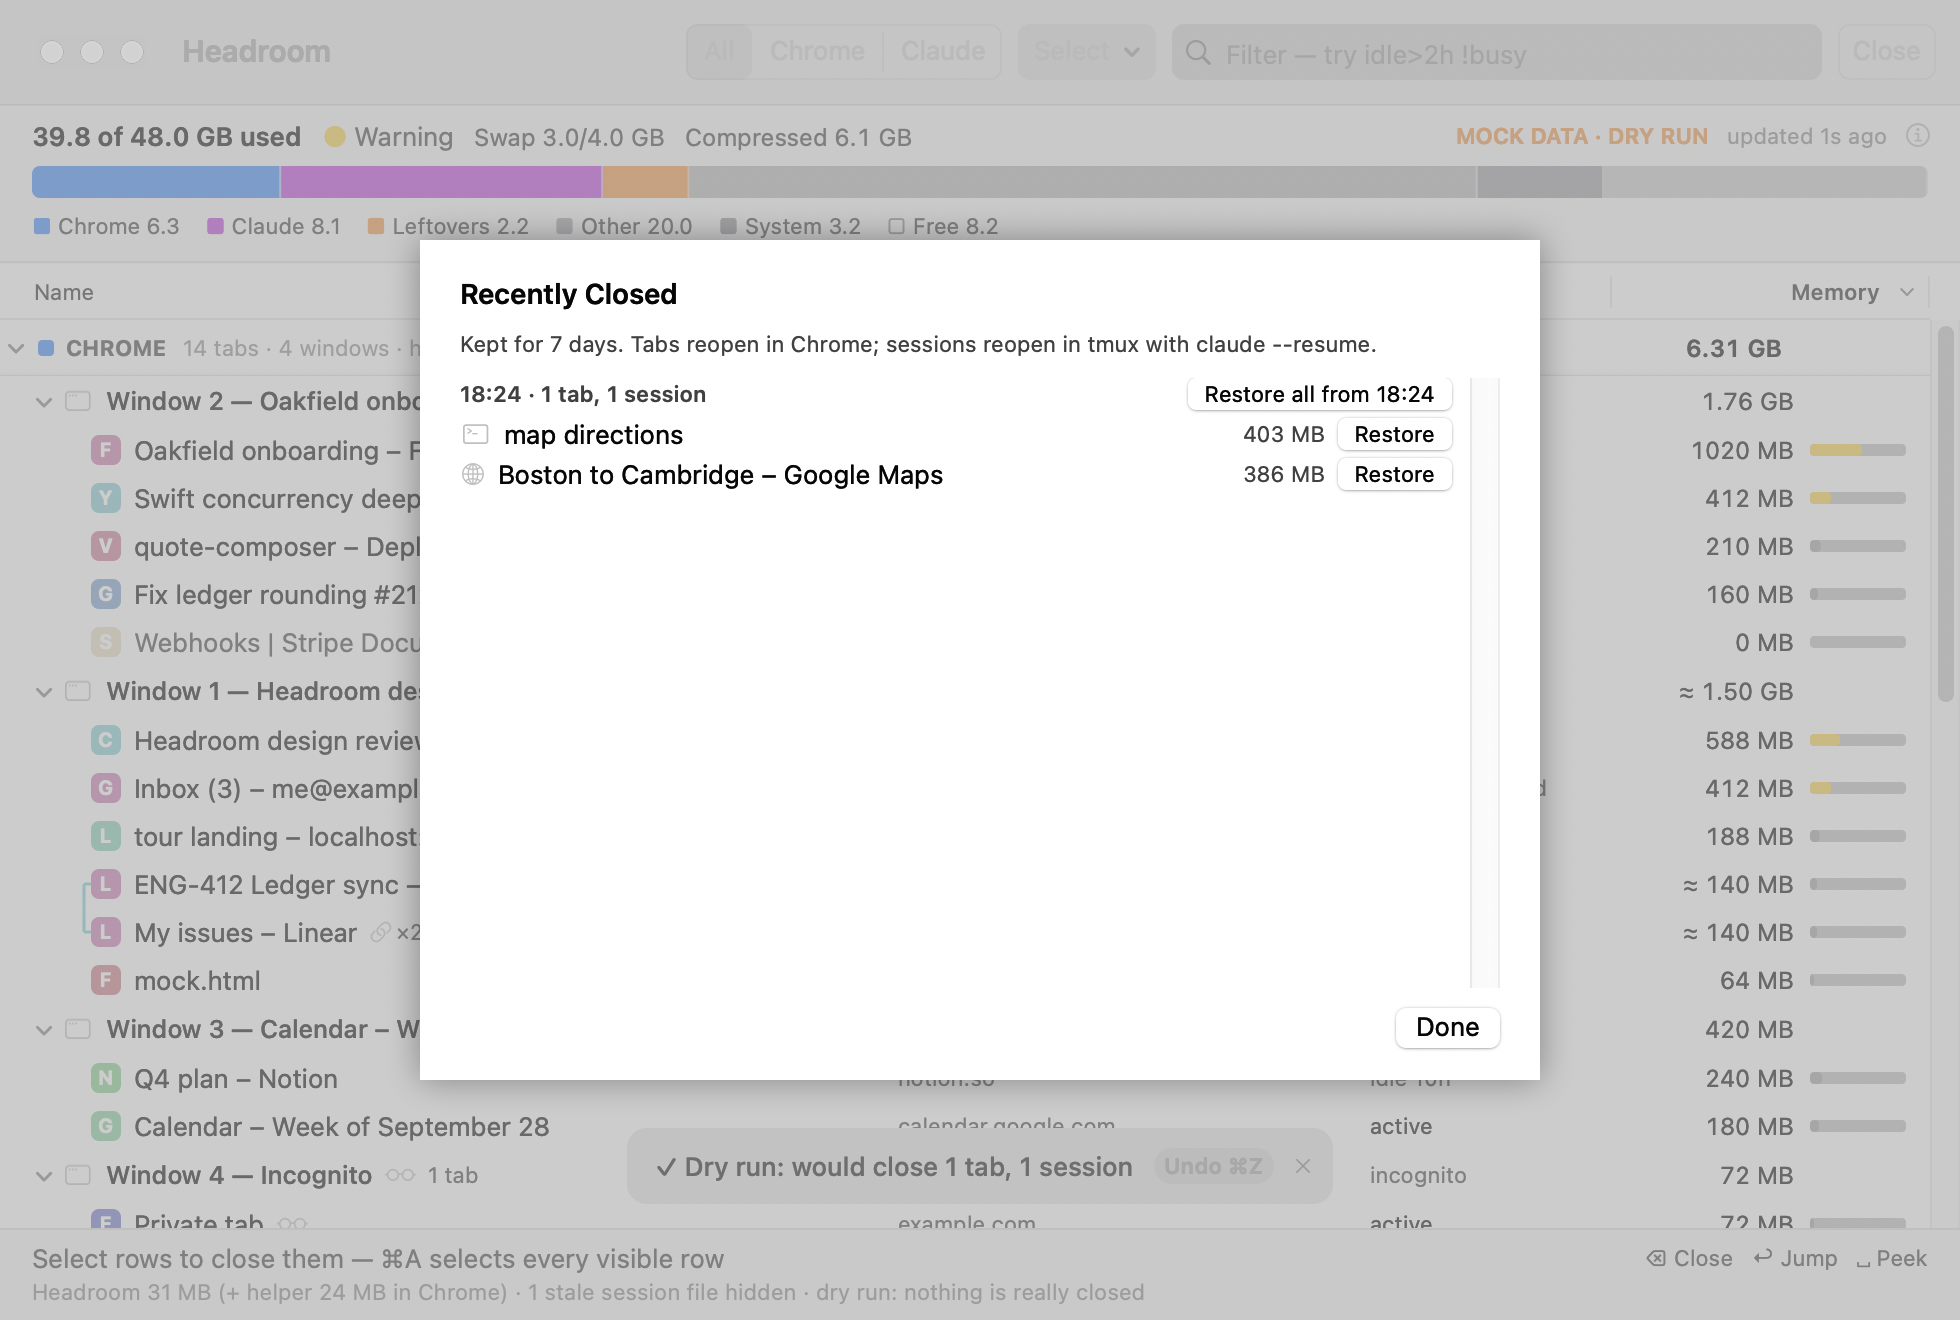 Headroom
All
Chrome
Claude
Select
Filter — try idle>2h !busy
Close
39.8 of 48.0 GB used
Warning
Swap 3.0/4.0 GB
Compressed 6.1 GB
MOCK DATA · DRY RUN
updated 1s ago
Chrome 6.3
Claude 8.1
Leftovers 2.2
Other 20.0
System 3.2
Free 8.2
Name
Memory
CHROME 14 tabs · 4 windows ·
6.31 GB
Window 2 — Oakfield
1.76 GB
F Oakfield onboarding –
1020 MB
Y Swift concurrency deep
412 MB
V quote-composer –
210 MB
G Fix ledger rounding #21
160 MB
S Webhooks | Stripe
0 MB
Window 1 — Headroom
≈ 1.50 GB
C Headroom design
588 MB
G Inbox (3) –
412 MB
L tour landing –
188 MB
L ENG-412 Ledger sync –
≈ 140 MB
L My issues – Linear ×2
≈ 140 MB
F mock.html
64 MB
Window 3 — Calendar –
420 MB
N Q4 plan – Notion
notion.so
idle 10h
240 MB
G Calendar – Week of September 28
calendar.google.com
active
180 MB
Window 4 — Incognito 1 tab
incognito
72 MB
Private tab
example.com
active
72 MB
Recently Closed
Kept for 7 days. Tabs reopen in Chrome; sessions reopen in tmux with claude --resume.
18:24 · 1 tab, 1 session
Restore all from 18:24
map directions
403 MB
Restore
Boston to Cambridge – Google Maps
386 MB
Restore
Done
✓ Dry run: would close 1 tab, 1 session
Undo ⌘Z
Select rows to close them — ⌘A selects every visible row
Close
Jump
Peek
Headroom 31 MB (+ helper 24 MB in Chrome) · 1 stale session file hidden · dry run: nothing is really closed